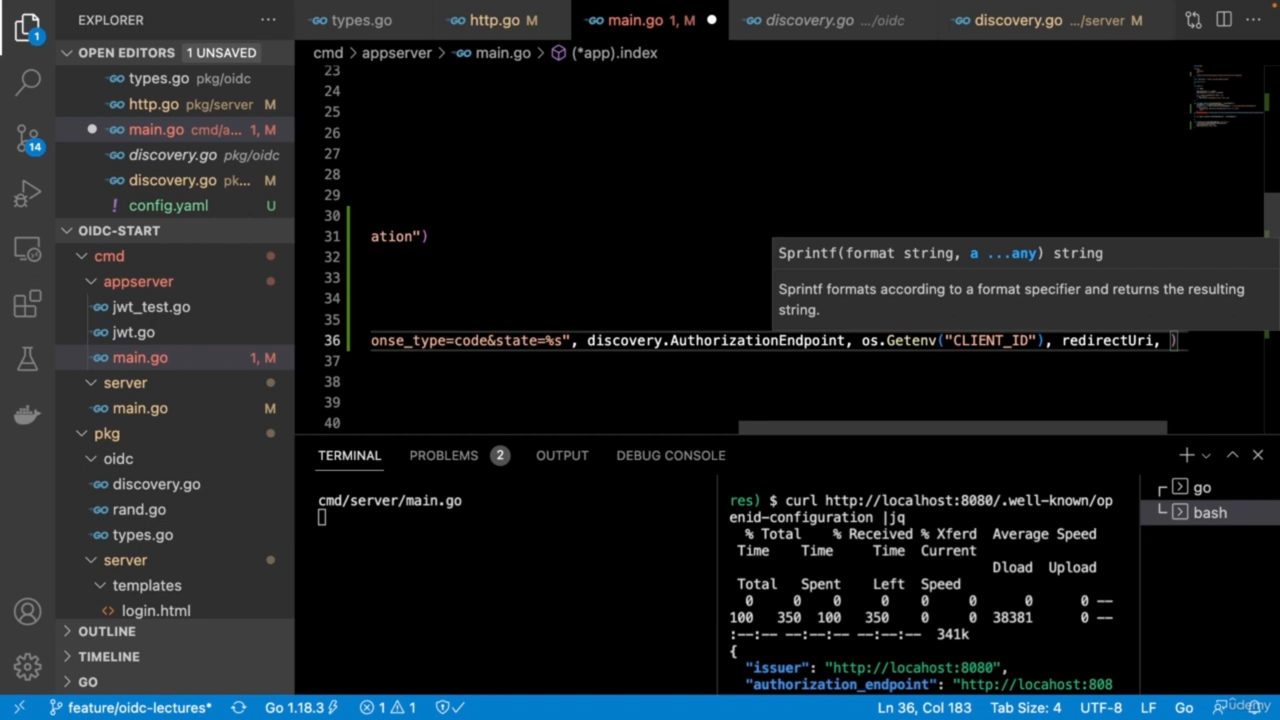 EXPLORER
types.go
http.go M
main.go 1, M
discovery.go .../oidc
discovery.go .../server M
OPEN EDITORS 1 UNSAVED
cmd > appserver > main.go > (*app).index
types.go pkg/oidc
http.go pkg/server M
main.go cmd/a... 1, M
discovery.go pkg/oidc
discovery.go pk... M
! config.yaml U
OIDC-START
cmd
appserver
jwt_test.go
jwt.go
main.go 1, M
server
main.go M
pkg
oidc
discovery.go
rand.go
types.go
server
templates
login.html
OUTLINE
TIMELINE
GO
23
24
25
26
27
28
29
30
31 ation")
32
33
34
35
36 onse_type=code&state=%s", discovery.AuthorizationEndpoint, os.Getenv("CLIENT_ID"), redirectUri, )
37
38
39
40
Sprintf(format string, a ...any) string
Sprintf formats according to a format specifier and returns the resulting
string.
TERMINAL PROBLEMS 2 OUTPUT DEBUG CONSOLE
cmd/server/main.go
res) $ curl http://localhost:8080/.well-known/op
enid-configuration |jq
% Total % Received % Xferd Average Speed
Time Time Time Current
Dload Upload
Total Spent Left Speed
0 0 0 0 0 0 0 0 --
100 350 100 350 0 0 38381 0 --
:--:-- --:--:-- --:--:-- 341k
{
"issuer": "http://locahost:8080",
"authorization_endpoint": "http://locahost:808
go
bash
1
14
feature/oidc-lectures* Go 1.18.3 1 1 Ln 36, Col 183 Tab Size: 4 UTF-8 LF Go
Udemy